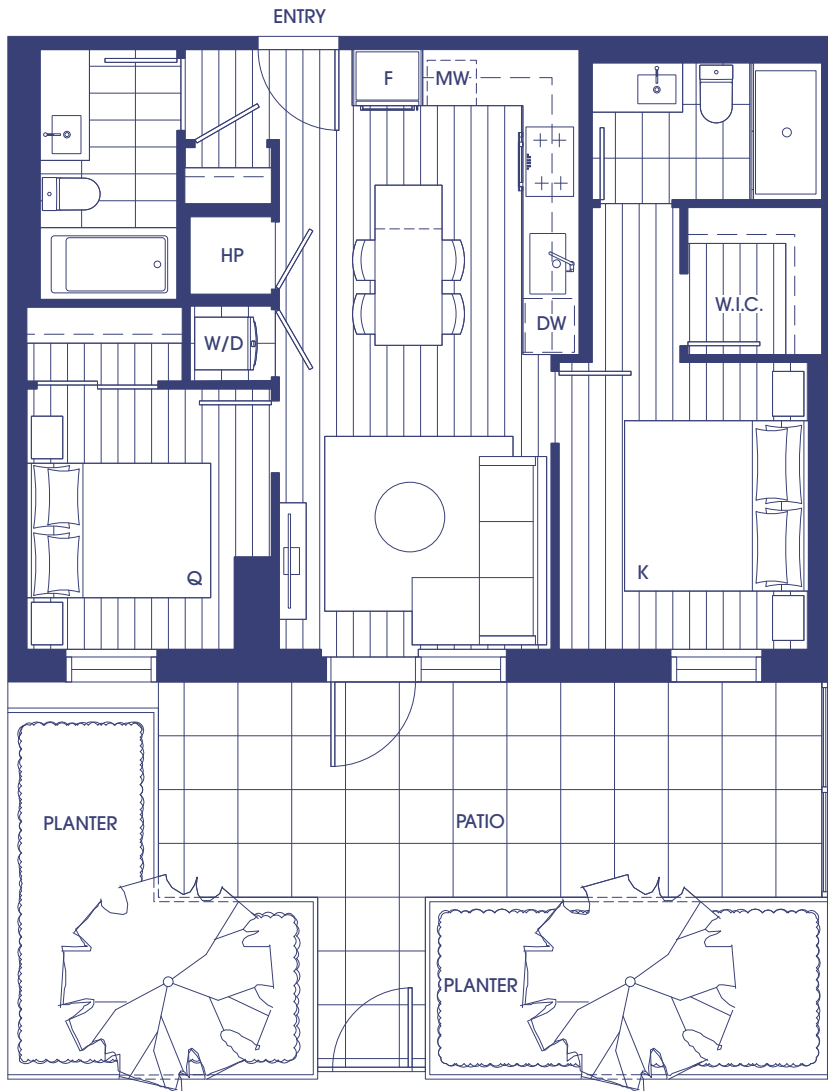 ENTRY
F
MW
HP
W.I.C.
DW
W/D
K
Q
PATIO
PLANTER
PLANTER